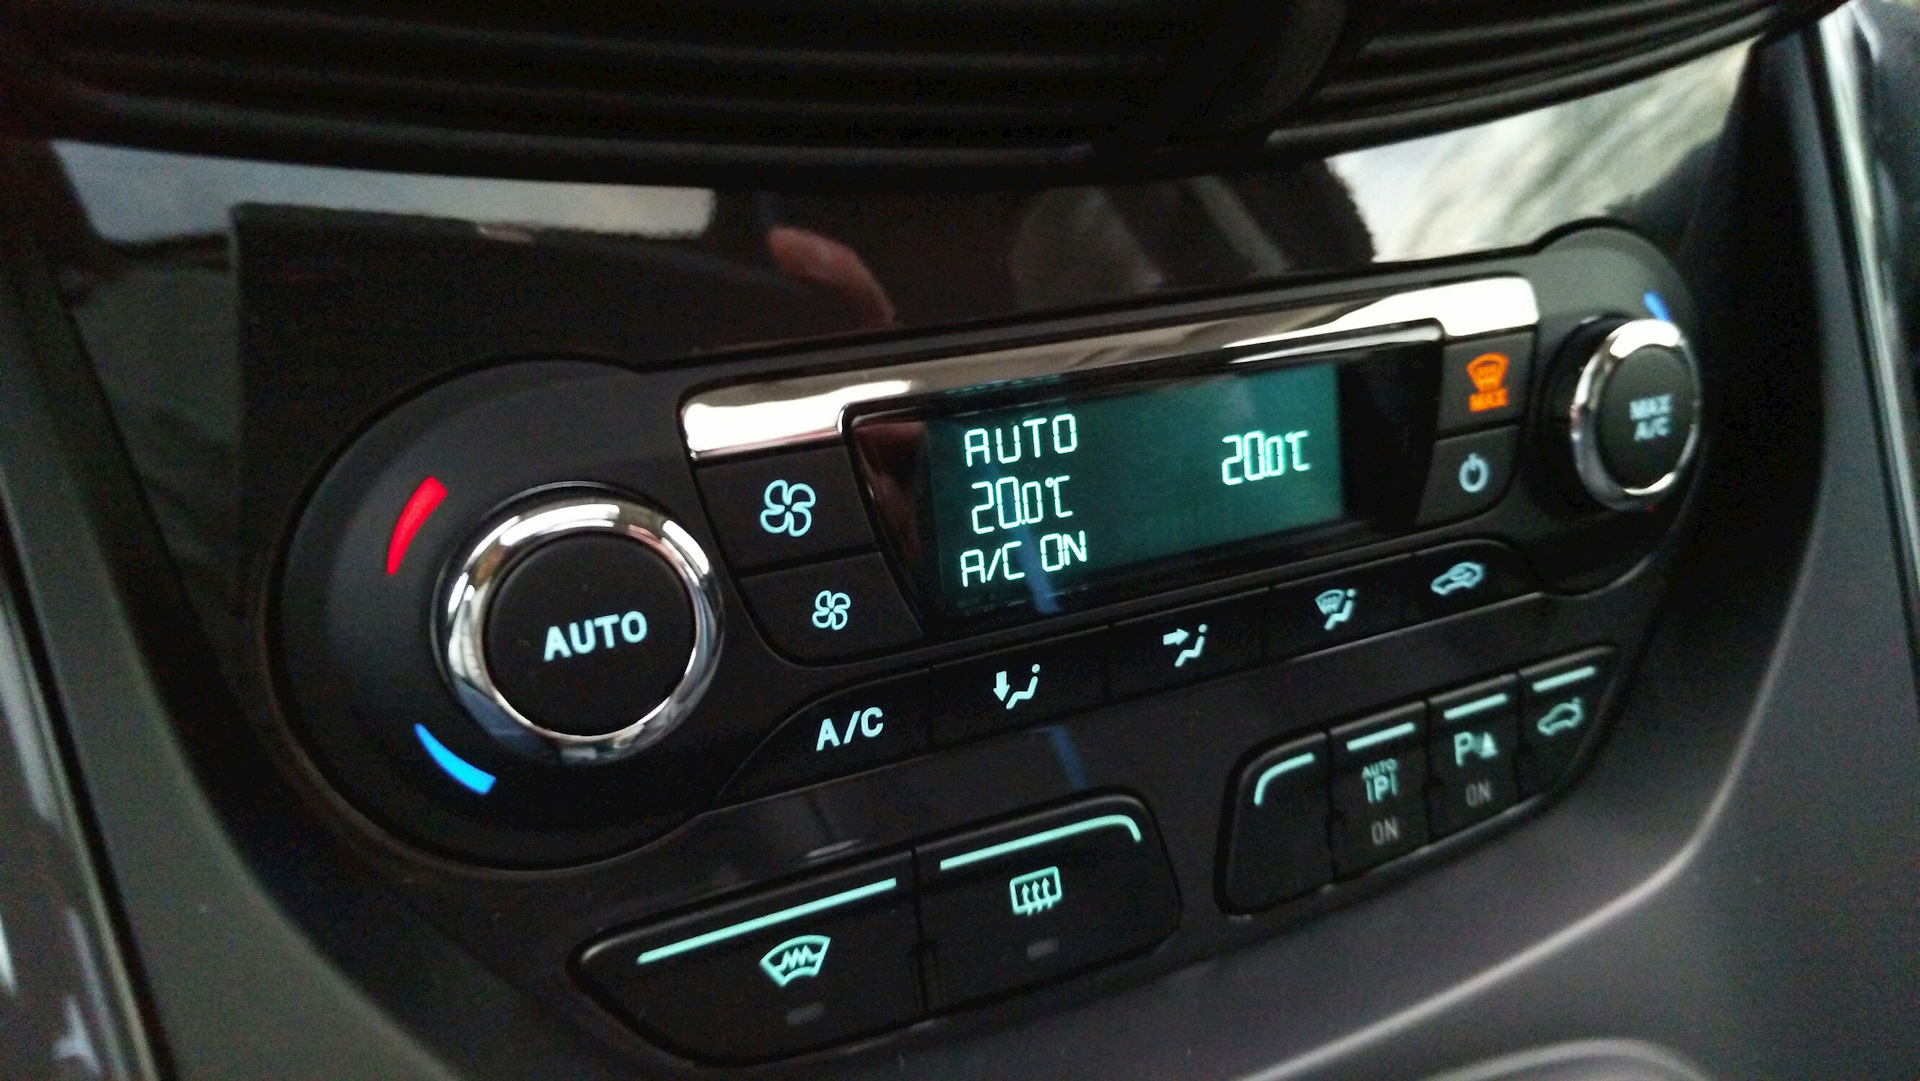 AUTO
20.0°C
20.0°C
A/C ON
MAX
MAX
A/C
AUTO
A/C
AUTO
P
ON
P
ON